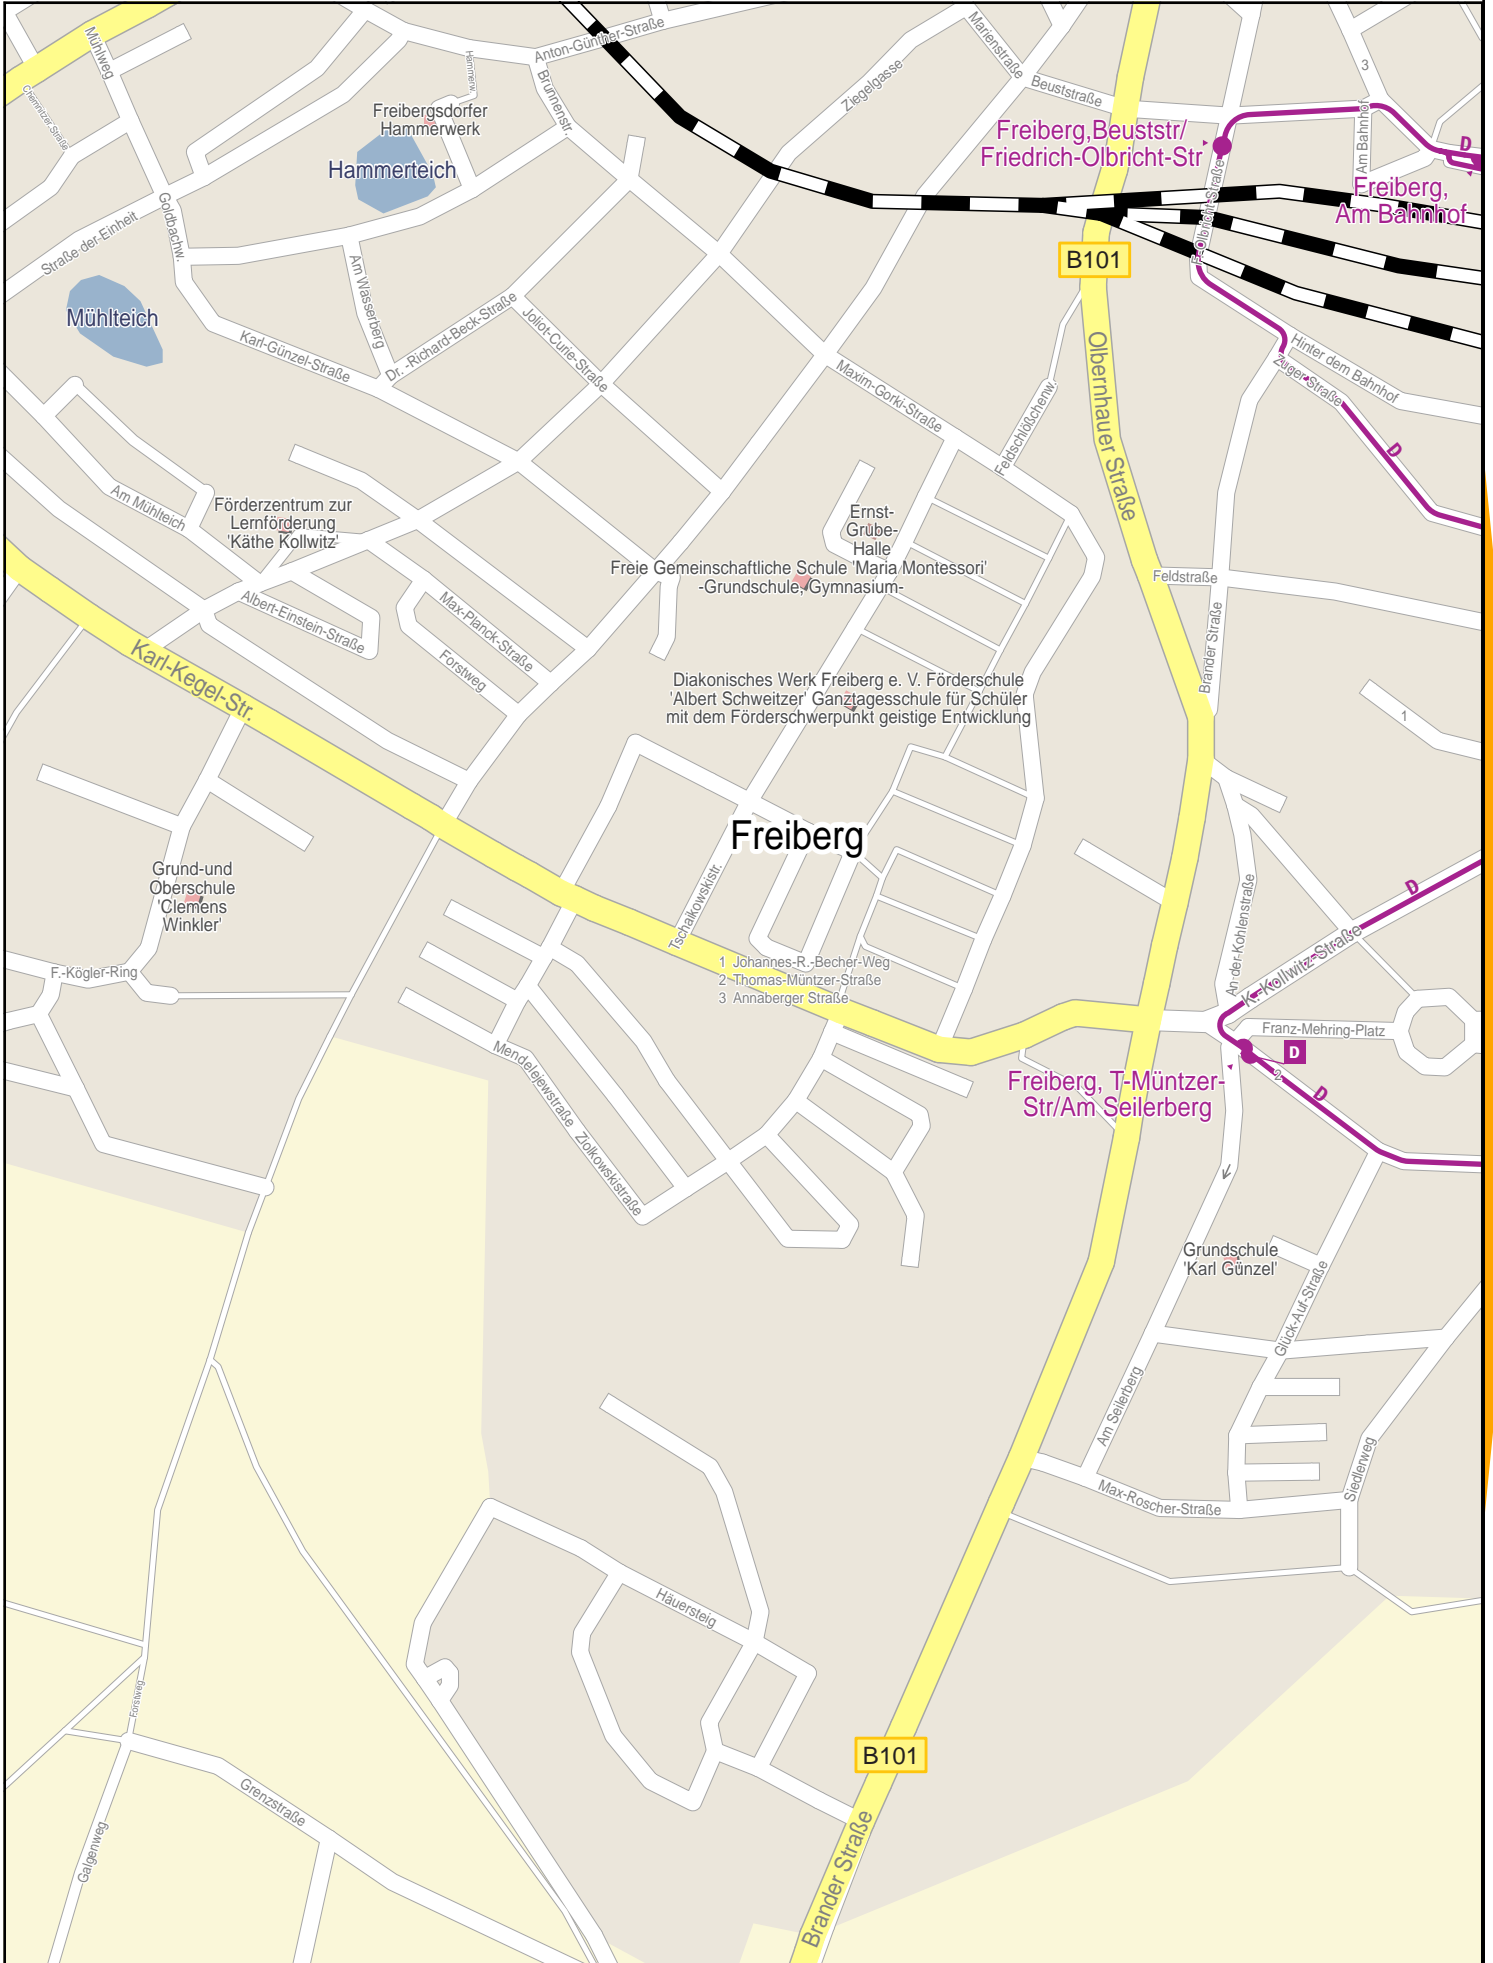 Mühlweg
Chemnitzer Straße
Anton-Günther-Straße
Hammerw.
Brunnenstr.
Marienstraße
Ziegelgasse
Beuststraße
3
Am Bahnhof
Freibergsdorfer
Hammerwerk
Hammerteich
Freiberg,Beuststr/
Friedrich-Olbricht-Str
D
Freiberg,
Am Bahnhof
F.-Olbricht-Straße
Goldbachw.
Straße der Einheit
Am Wasserberg
B101
Mühlteich
Karl-Günzel-Straße
Dr. -Richard-Beck-Straße
Joliot-Curie-Straße
Maxim-Gorki-Straße
Feldschlößchenw.
Olbernhauer Straße
Hinter dem Bahnhof
Zuger Straße
D
Am Mühlteich
Förderzentrum zur
Lernförderung
'Käthe Kollwitz'
Ernst-
Grube-
Halle
Freie Gemeinschaftliche Schule 'Maria Montessori'
-Grundschule, Gymnasium-
Feldstraße
Albert-Einstein-Straße
Max-Planck-Straße
Forstweg
Brander Straße
Karl-Kegel-Str.
Diakonisches Werk Freiberg e. V. Förderschule
'Albert Schweitzer' Ganztagesschule für Schüler
mit dem Förderschwerpunkt geistige Entwicklung
1
Freiberg
Grund-und
Oberschule
'Clemens
Winkler'
Tschaikowskistr.
An der Kohlenstraße
D
K.-Kollwitz-Straße
F.-Kögler-Ring
1 Johannes-R.-Becher-Weg
2 Thomas-Müntzer-Straße
3 Annaberger Straße
Franz-Mehring-Platz
D
2
D
Mendelejewstraße
Ziolkowskistraße
Freiberg, T-Müntzer-
Str/Am Seilerberg
Grundschule
'Karl Günzel'
Glück-Auf-Straße
Am Seilerberg
Siedlerweg
Max-Roscher-Straße
Häuersteig
Forstweg
B101
Grenzstraße
Galgenweg
Brander Straße